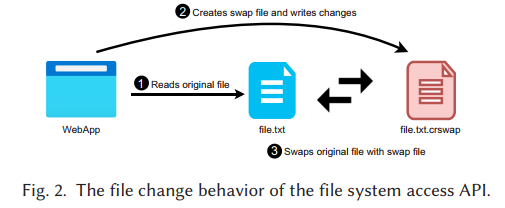 2 Creates swap file and writes changes
1 Reads original file
WebApp
file.txt
file.txt.crswap
3 Swaps original file with swap file
Fig. 2. The file change behavior of the file system access API.